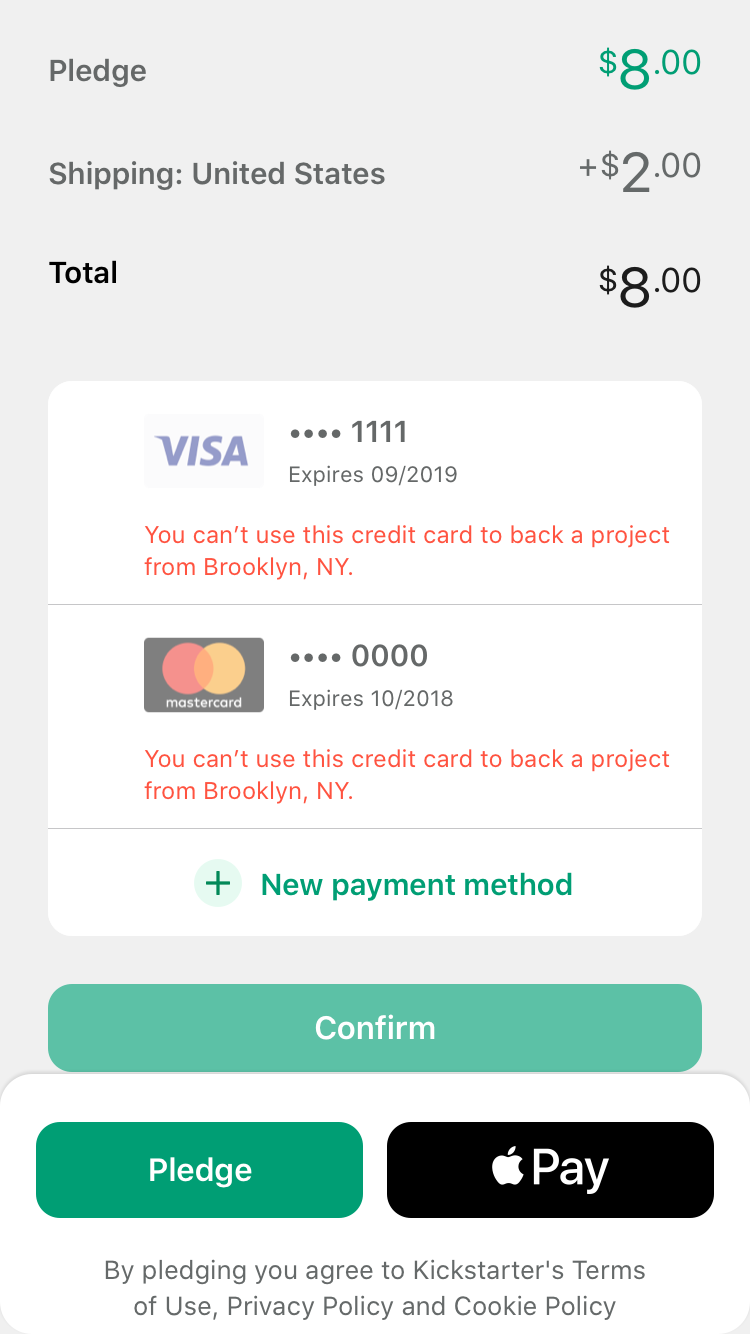 Pledge $8.00
Shipping: United States +$2.00
Total $8.00
VISA •••• 1111
Expires 09/2019
You can’t use this credit card to back a project
from Brooklyn, NY.
•••• 0000
mastercard Expires 10/2018
You can’t use this credit card to back a project
from Brooklyn, NY.
+ New payment method
Confirm
Pledge Pay
By pledging you agree to Kickstarter's Terms
of Use, Privacy Policy and Cookie Policy